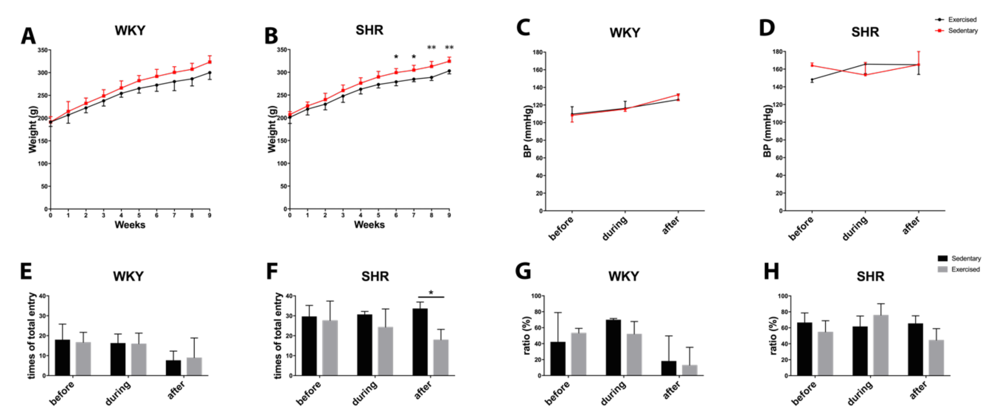 A
WKY
350
300
250
200
150
100
50
0
Weight (g)
0 1 2 3 4 5 6 7 8 9
Weeks
B
SHR
* * ** **
350
300
250
200
150
100
50
0
Weight (g)
0 1 2 3 4 5 6 7 8 9
Weeks
C
WKY
180
160
140
120
100
80
60
40
20
0
BP (mmHg)
before during after
D
SHR
Exercised
Sedentary
180
160
140
120
100
80
60
40
20
0
BP (mmHg)
before during after
E
WKY
times of total entry
40
30
20
10
0
before during after
F
SHR
*
times of total entry
40
30
20
10
0
before during after
G
WKY
ratio (%)
100
80
60
40
20
0
before during after
H
SHR
Sedentary
Exercised
ratio (%)
100
80
60
40
20
0
before during after